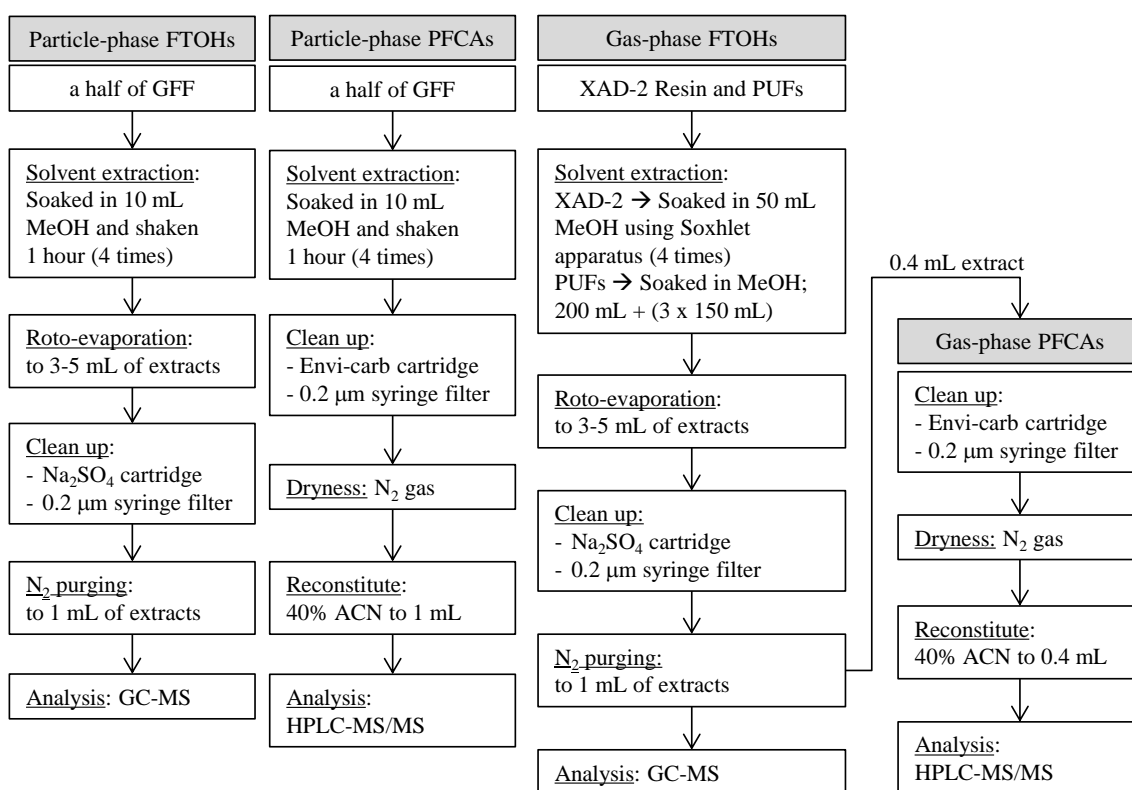 Particle-phase FTOHs
a half of GFF
Solvent extraction:
Soaked in 10 mL
MeOH and shaken
1 hour (4 times)
Roto-evaporation:
to 3-5 mL of extracts
Clean up:
- Na₂SO₄ cartridge
- 0.2 μm syringe filter
N₂ purging:
to 1 mL of extracts
Analysis: GC-MS
Particle-phase PFCAs
a half of GFF
Solvent extraction:
Soaked in 10 mL
MeOH and shaken
1 hour (4 times)
Clean up:
- Envi-carb cartridge
- 0.2 μm syringe filter
Dryness: N₂ gas
Reconstitute:
40% ACN to 1 mL
Analysis:
HPLC-MS/MS
Gas-phase FTOHs
XAD-2 Resin and PUFs
Solvent extraction:
XAD-2 → Soaked in 50 mL
MeOH using Soxhlet
apparatus (4 times)
PUFs → Soaked in MeOH;
200 mL + (3 x 150 mL)
Roto-evaporation:
to 3-5 mL of extracts
Clean up:
- Na₂SO₄ cartridge
- 0.2 μm syringe filter
N₂ purging:
to 1 mL of extracts
Analysis: GC-MS
0.4 mL extract
Gas-phase PFCAs
Clean up:
- Envi-carb cartridge
- 0.2 μm syringe filter
Dryness: N₂ gas
Reconstitute:
40% ACN to 0.4 mL
Analysis:
HPLC-MS/MS